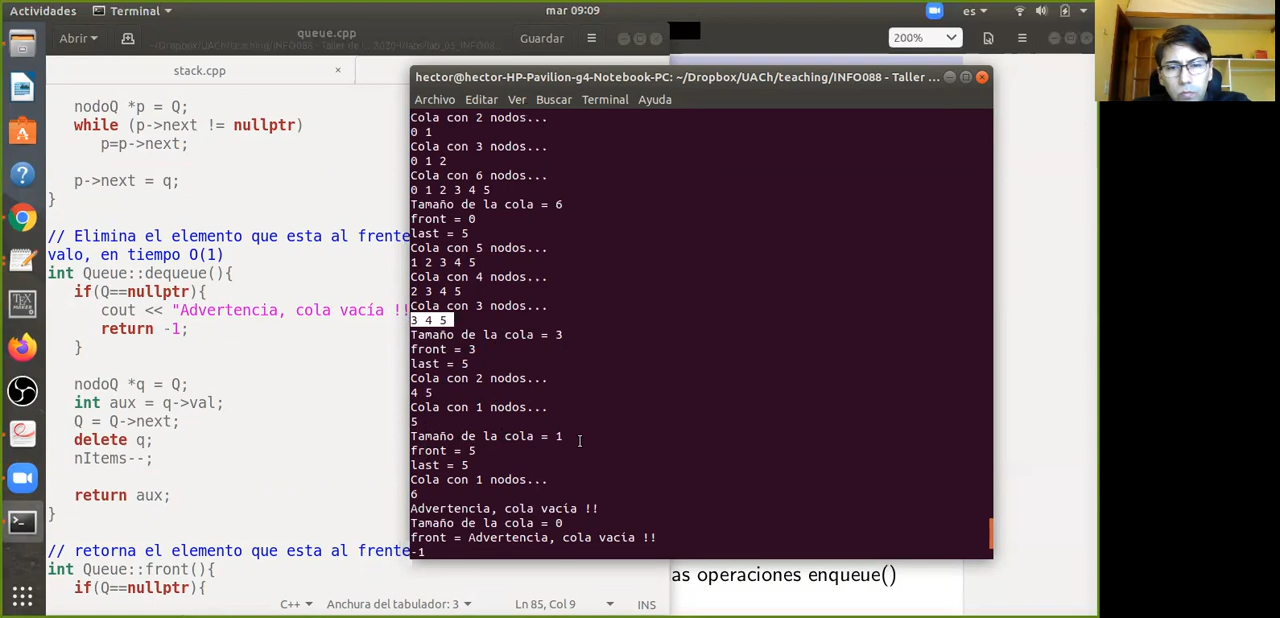 Actividades
Terminal
mar 09:09
es
Abrir
queue.cpp
Guardar
200%
stack.cpp
nodoQ *p = Q;
while (p->next != nullptr)
p=p->next;
p->next = q;
}
// Elimina el elemento que esta al frente
valo, en tiempo O(1)
int Queue::dequeue(){
if(Q==nullptr){
cout << "Advertencia, cola vacía !!
return -1;
}
nodoQ *q = Q;
int aux = q->val;
Q = Q->next;
delete q;
nItems--;
return aux;
}
// retorna el elemento que esta al frente
int Queue::front(){
if(Q==nullptr){
C++
Anchura del tabulador: 3
Ln 85, Col 9
INS
hector@hector-HP-Pavilion-g4-Notebook-PC: ~/Dropbox/UACh/teaching/INFO088 - Taller ...
Archivo Editar Ver Buscar Terminal Ayuda
Cola con 2 nodos...
0 1
Cola con 3 nodos...
0 1 2
Cola con 6 nodos...
0 1 2 3 4 5
Tamaño de la cola = 6
front = 0
last = 5
Cola con 5 nodos...
1 2 3 4 5
Cola con 4 nodos...
2 3 4 5
Cola con 3 nodos...
3 4 5
Tamaño de la cola = 3
front = 3
last = 5
Cola con 2 nodos...
4 5
Cola con 1 nodos...
5
Tamaño de la cola = 1
front = 5
last = 5
Cola con 1 nodos...
6
Advertencia, cola vacía !!
Tamaño de la cola = 0
front = Advertencia, cola vacía !!
-1
as operaciones enqueue()